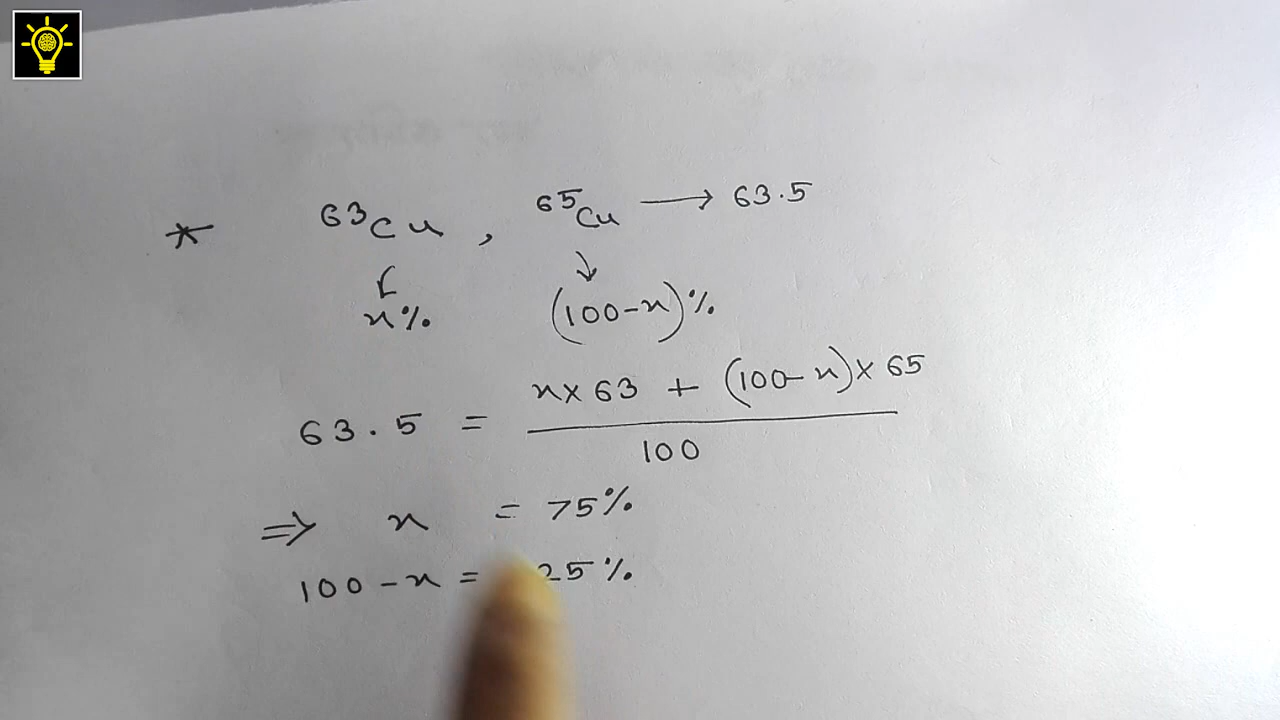 * ⁶³Cu , ⁶⁵Cu ⟶ 63.5
x% (100-x)%
63.5 = x×63 + (100-x)×65
100
⇒ x = 75%
100-x = 25%